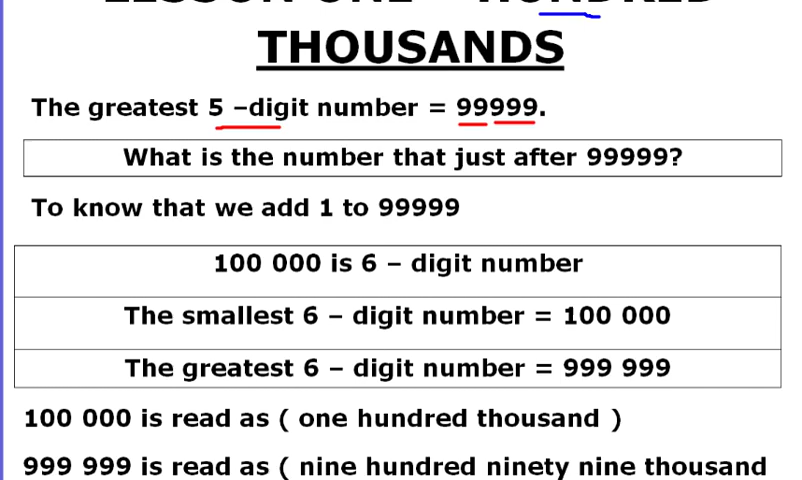 LESSON ONE – HUNDRED
THOUSANDS
The greatest 5 –digit number = 99999.
What is the number that just after 99999?
To know that we add 1 to 99999
100 000 is 6 – digit number
The smallest 6 – digit number = 100 000
The greatest 6 – digit number = 999 999
100 000 is read as ( one hundred thousand )
999 999 is read as ( nine hundred ninety nine thousand